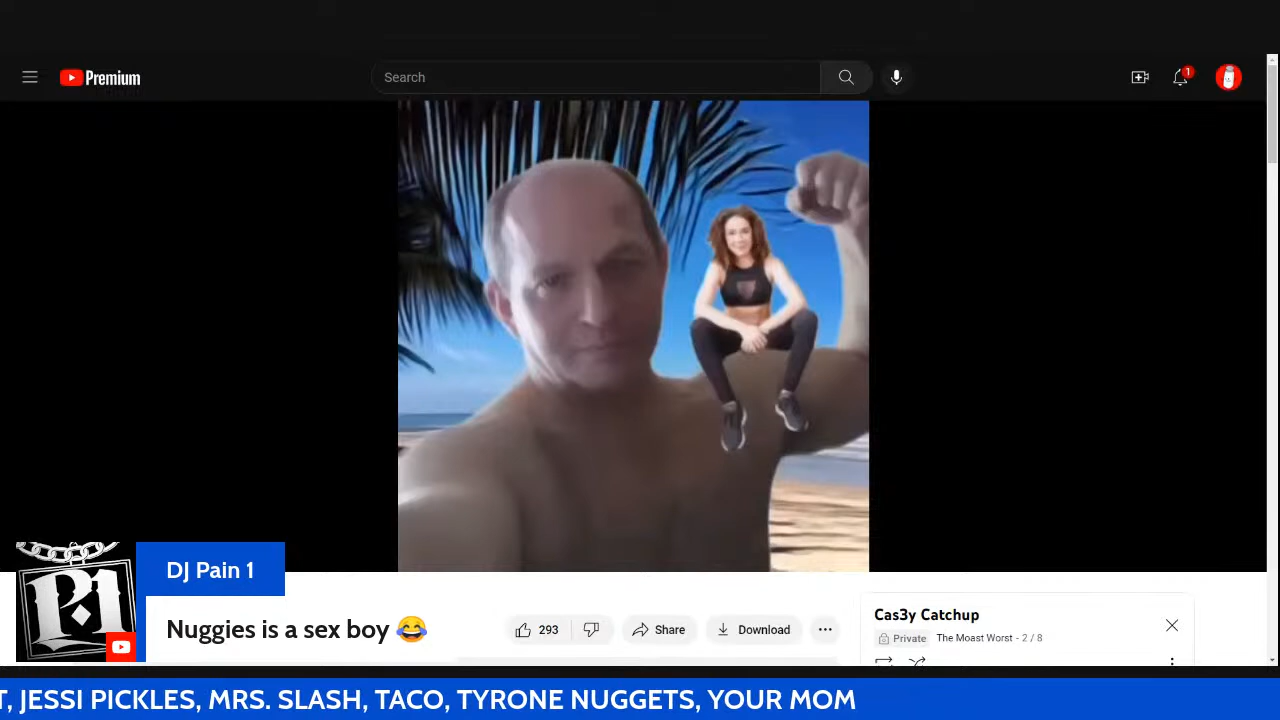 Premium
Search
1
DJ Pain 1
Nuggies is a sex boy 😂
293
Share
Download
Cas3y Catchup
Private
The Moast Worst - 2 / 8
T, JESSI PICKLES, MRS. SLASH, TACO, TYRONE NUGGETS, YOUR MOM